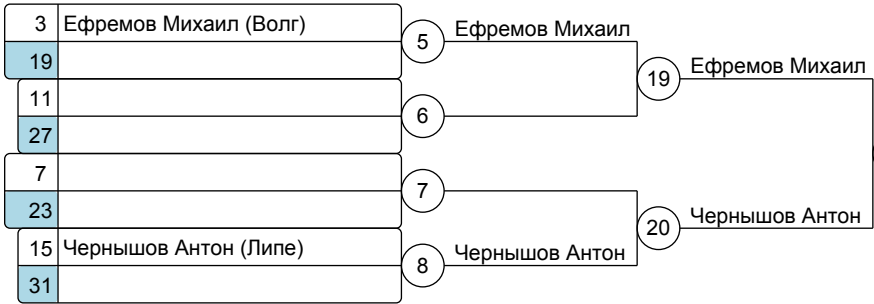 3 Ефремов Михаил (Волг)
19
5 Ефремов Михаил
11
27
6
19 Ефремов Михаил
7
23
7
15 Чернышов Антон (Липе)
31
8 Чернышов Антон
20 Чернышов Антон